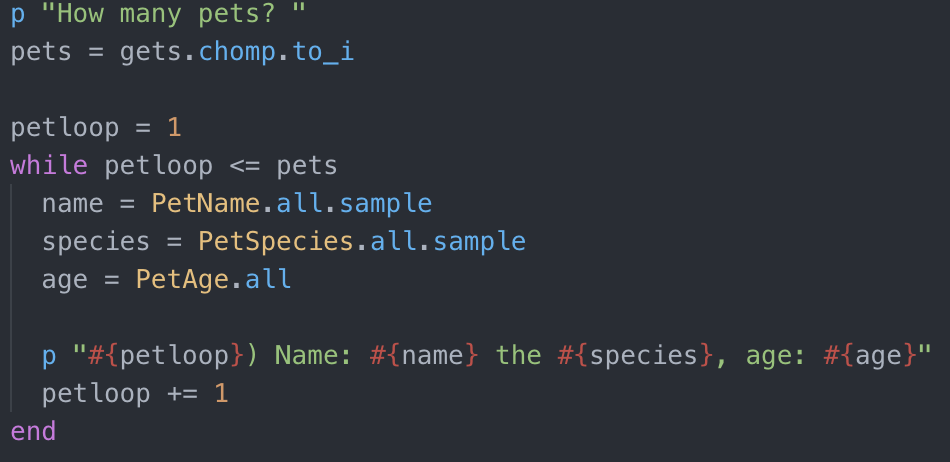 p "How many pets? "
pets = gets.chomp.to_i

petloop = 1
while petloop <= pets
  name = PetName.all.sample
  species = PetSpecies.all.sample
  age = PetAge.all

  p "#{petloop}) Name: #{name} the #{species}, age: #{age}"
  petloop += 1
end